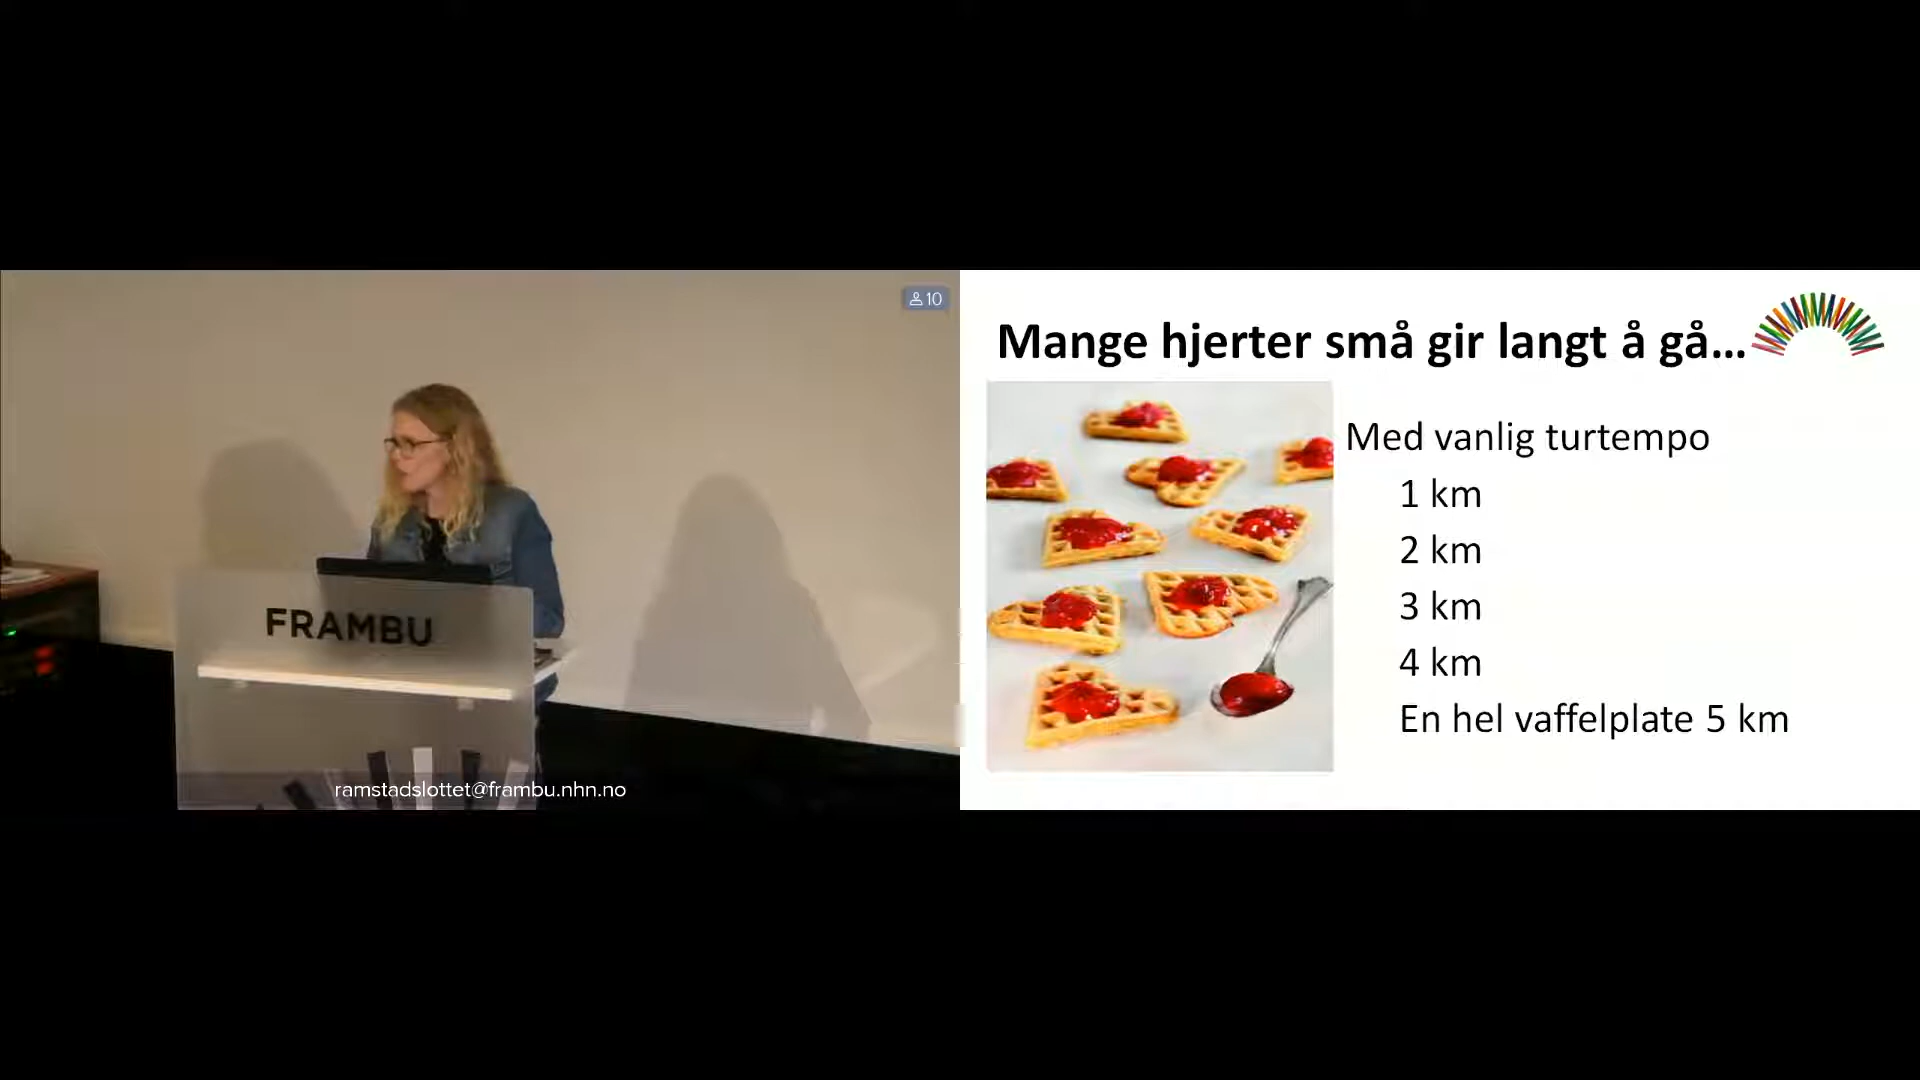 10
FRAMBU
ramstadslottet@frambu.nhn.no
Mange hjerter små gir langt å gå...
Med vanlig turtempo
1 km
2 km
3 km
4 km
En hel vaffelplate 5 km